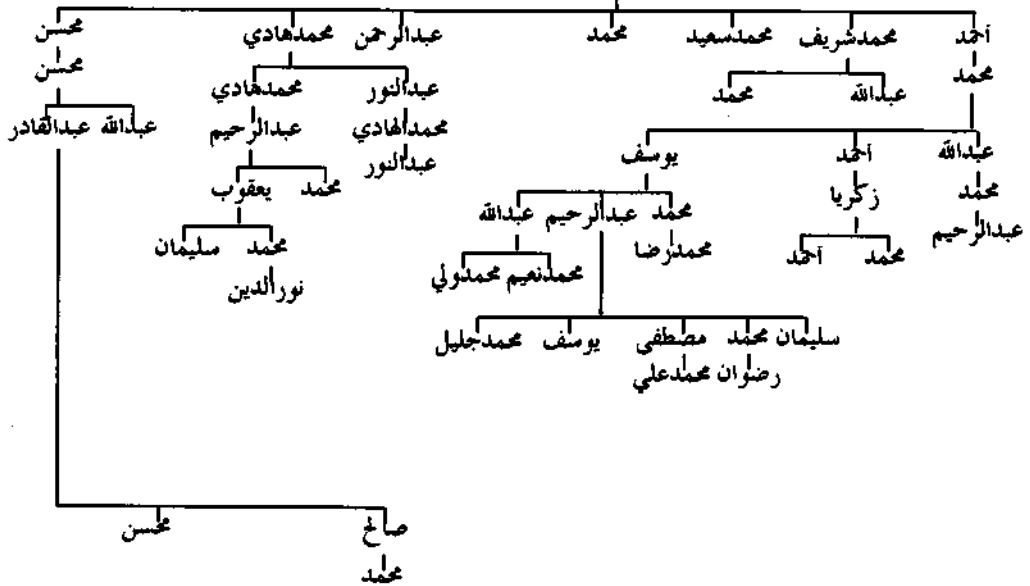 أحمد محمدشريف محمدسعيد محمد عبدالرحمن محمدهادي محسن
محمد محسن
عبدالله محمد عبدالنور محمدهادي
عبدالله عبدالقادر
عبدالله أحمد يوسف محمدالهادي عبدالرحيم
محمد زكريا عبدالنور محمد يعقوب
عبدالرحيم محمد عبدالرحيم عبدالله
محمد أحمد محمدرضا محمد سليمان
محمدنعيم محمدولي نورالدين
سليمان محمد مصطفى يوسف محمدجليل
رضوان محمدعلي
صالح محسن
محمد